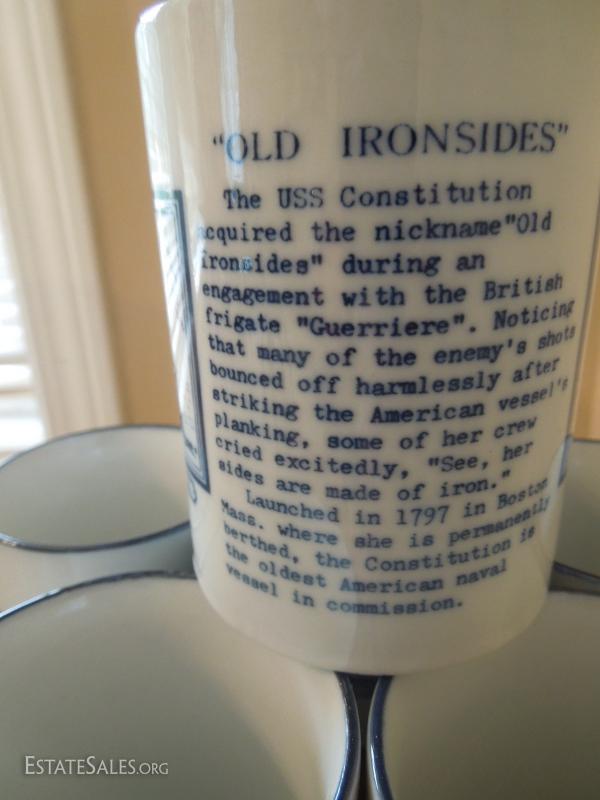 "OLD IRONSIDES"
The USS Constitution
acquired the nickname"Old
Ironsides" during an
engagement with the British
frigate "Guerriere". Noticing
that many of the enemy's shots
bounced off harmlessly after
striking the American vessel's
planking, some of her crew
cried excitedly, "See, her
sides are made of iron."
Launched in 1797 in Boston
Mass. where she is permanently
berthed, the Constitution is
the oldest American naval
vessel in commission.
ESTATESALES.ORG